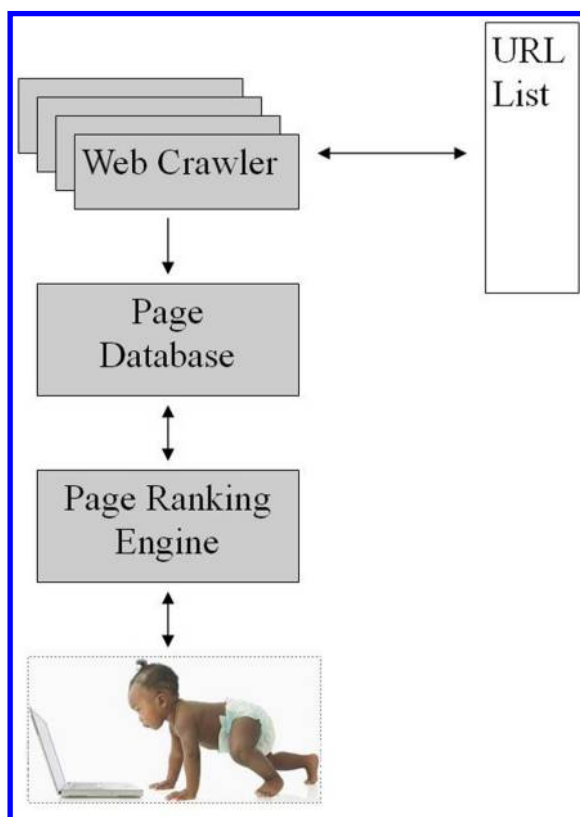 URL
List
Web Crawler
Page
Database
Page Ranking
Engine